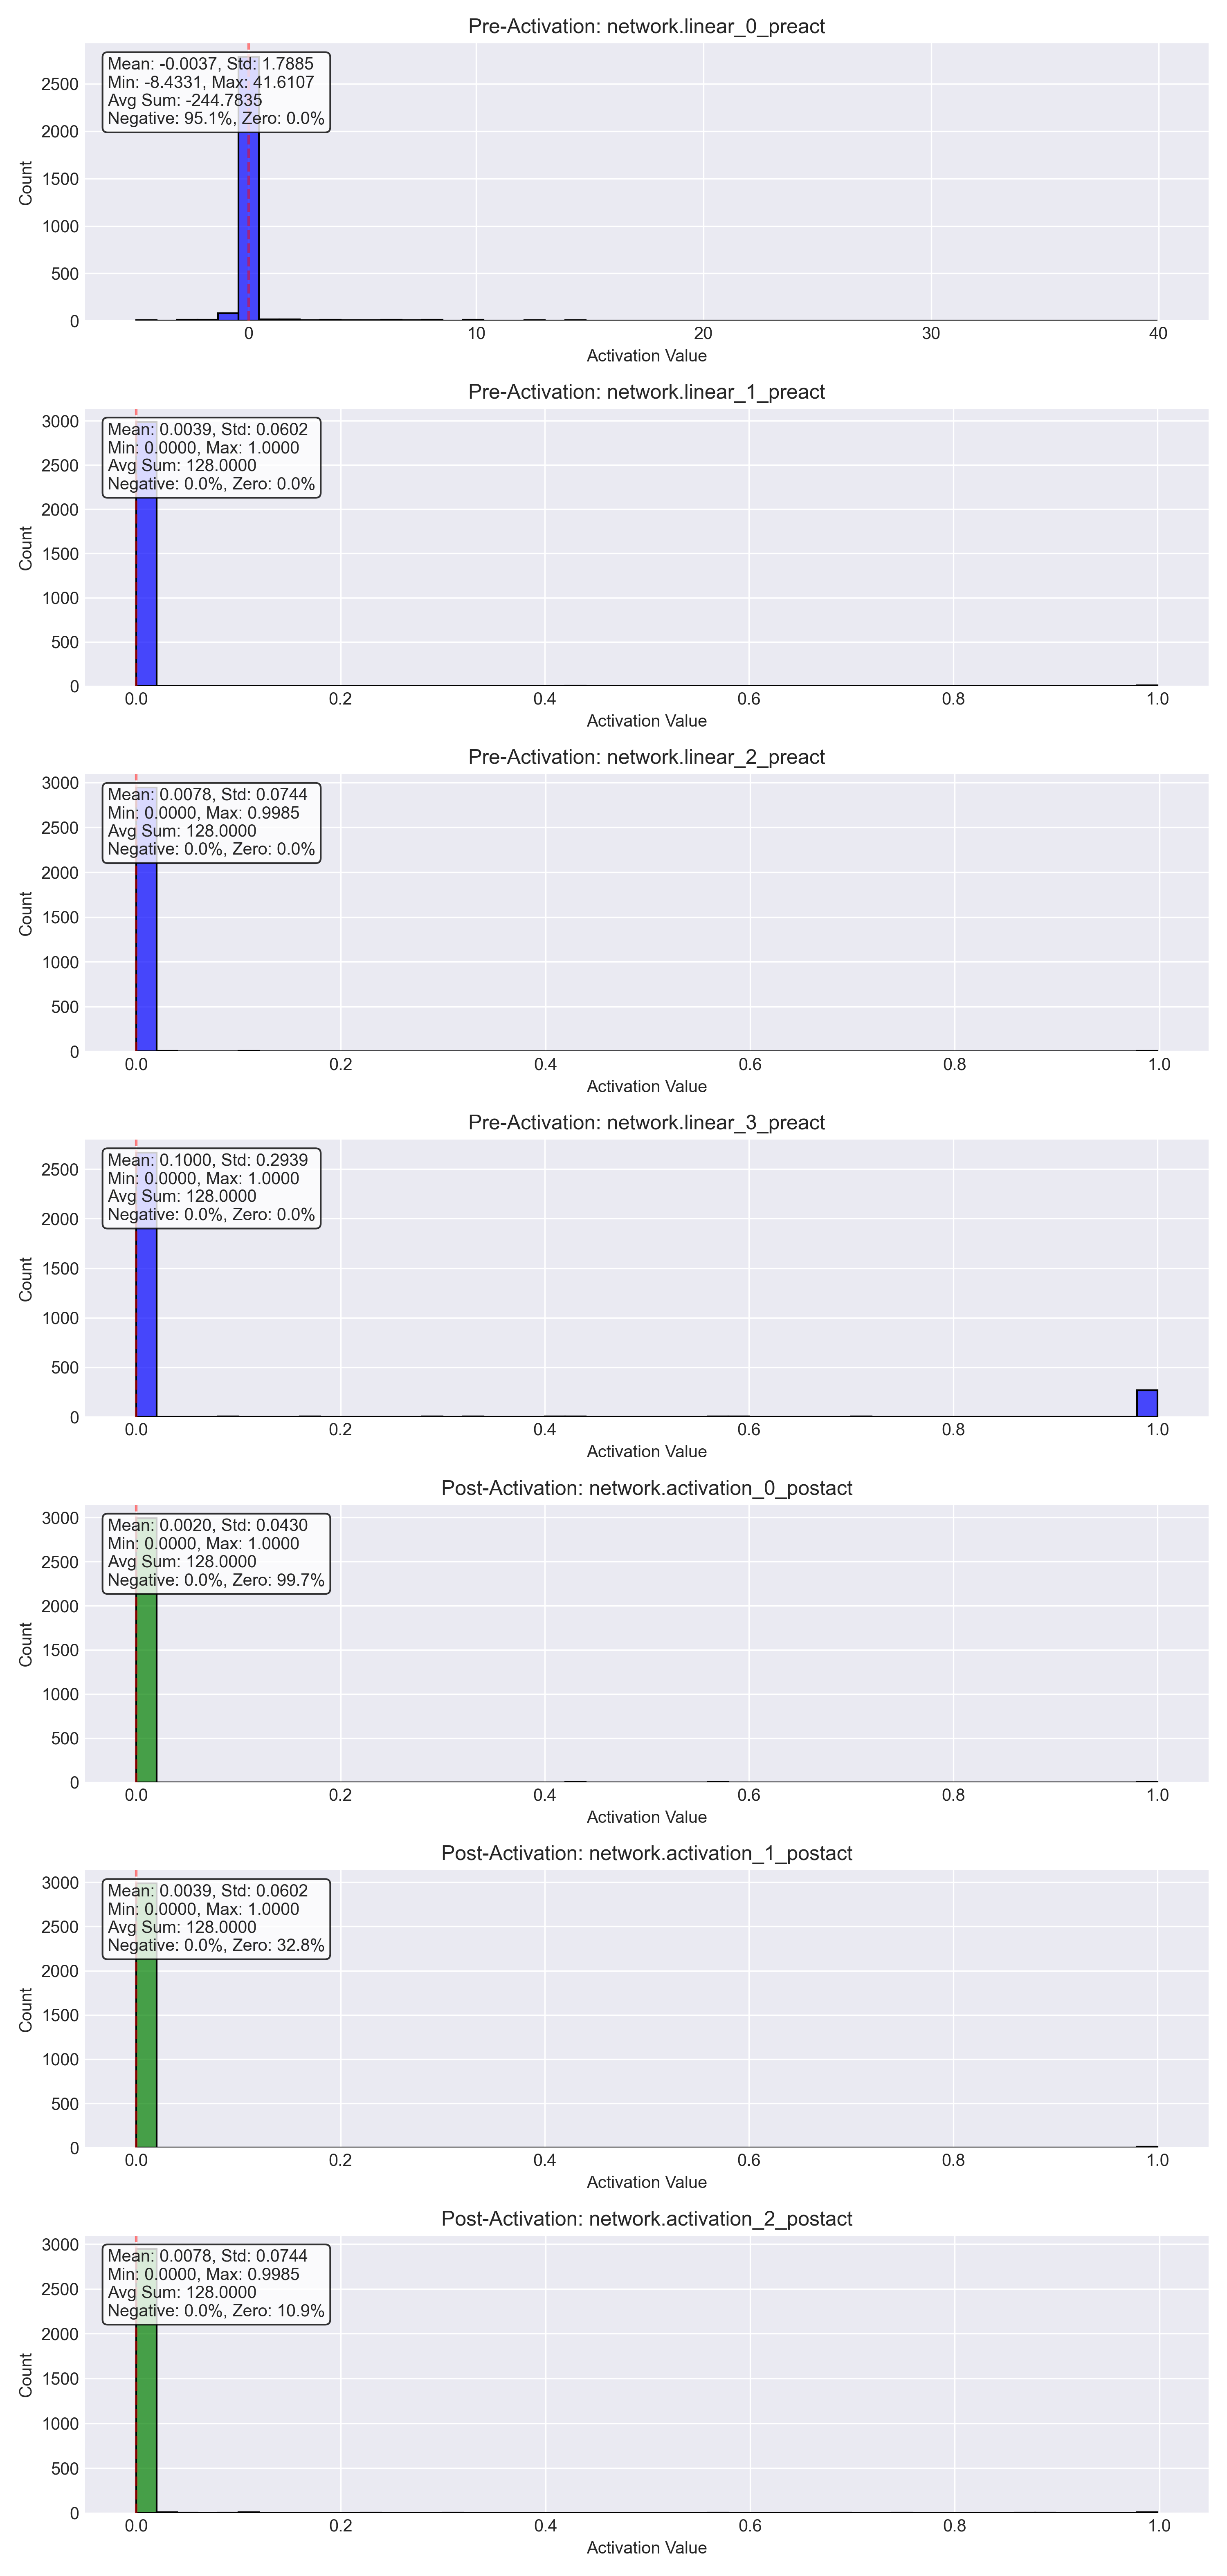 Pre-Activation: network.linear_0_preact
Mean: -0.0037, Std: 1.7885
Min: -8.4331, Max: 41.6107
Avg Sum: -244.7835
Negative: 95.1%, Zero: 0.0%
Count
2500
2000
1500
1000
500
0
0 10 20 30 40
Activation Value
Pre-Activation: network.linear_1_preact
Mean: 0.0039, Std: 0.0602
Min: 0.0000, Max: 1.0000
Avg Sum: 128.0000
Negative: 0.0%, Zero: 0.0%
Count
3000
2500
2000
1500
1000
500
0
0.0 0.2 0.4 0.6 0.8 1.0
Activation Value
Pre-Activation: network.linear_2_preact
Mean: 0.0078, Std: 0.0744
Min: 0.0000, Max: 0.9985
Avg Sum: 128.0000
Negative: 0.0%, Zero: 0.0%
Count
3000
2500
2000
1500
1000
500
0
0.0 0.2 0.4 0.6 0.8 1.0
Activation Value
Pre-Activation: network.linear_3_preact
Mean: 0.1000, Std: 0.2939
Min: 0.0000, Max: 1.0000
Avg Sum: 128.0000
Negative: 0.0%, Zero: 0.0%
Count
2500
2000
1500
1000
500
0
0.0 0.2 0.4 0.6 0.8 1.0
Activation Value
Post-Activation: network.activation_0_postact
Mean: 0.0020, Std: 0.0430
Min: 0.0000, Max: 1.0000
Avg Sum: 128.0000
Negative: 0.0%, Zero: 99.7%
Count
3000
2500
2000
1500
1000
500
0
0.0 0.2 0.4 0.6 0.8 1.0
Activation Value
Post-Activation: network.activation_1_postact
Mean: 0.0039, Std: 0.0602
Min: 0.0000, Max: 1.0000
Avg Sum: 128.0000
Negative: 0.0%, Zero: 32.8%
Count
3000
2500
2000
1500
1000
500
0
0.0 0.2 0.4 0.6 0.8 1.0
Activation Value
Post-Activation: network.activation_2_postact
Mean: 0.0078, Std: 0.0744
Min: 0.0000, Max: 0.9985
Avg Sum: 128.0000
Negative: 0.0%, Zero: 10.9%
Count
3000
2500
2000
1500
1000
500
0
0.0 0.2 0.4 0.6 0.8 1.0
Activation Value